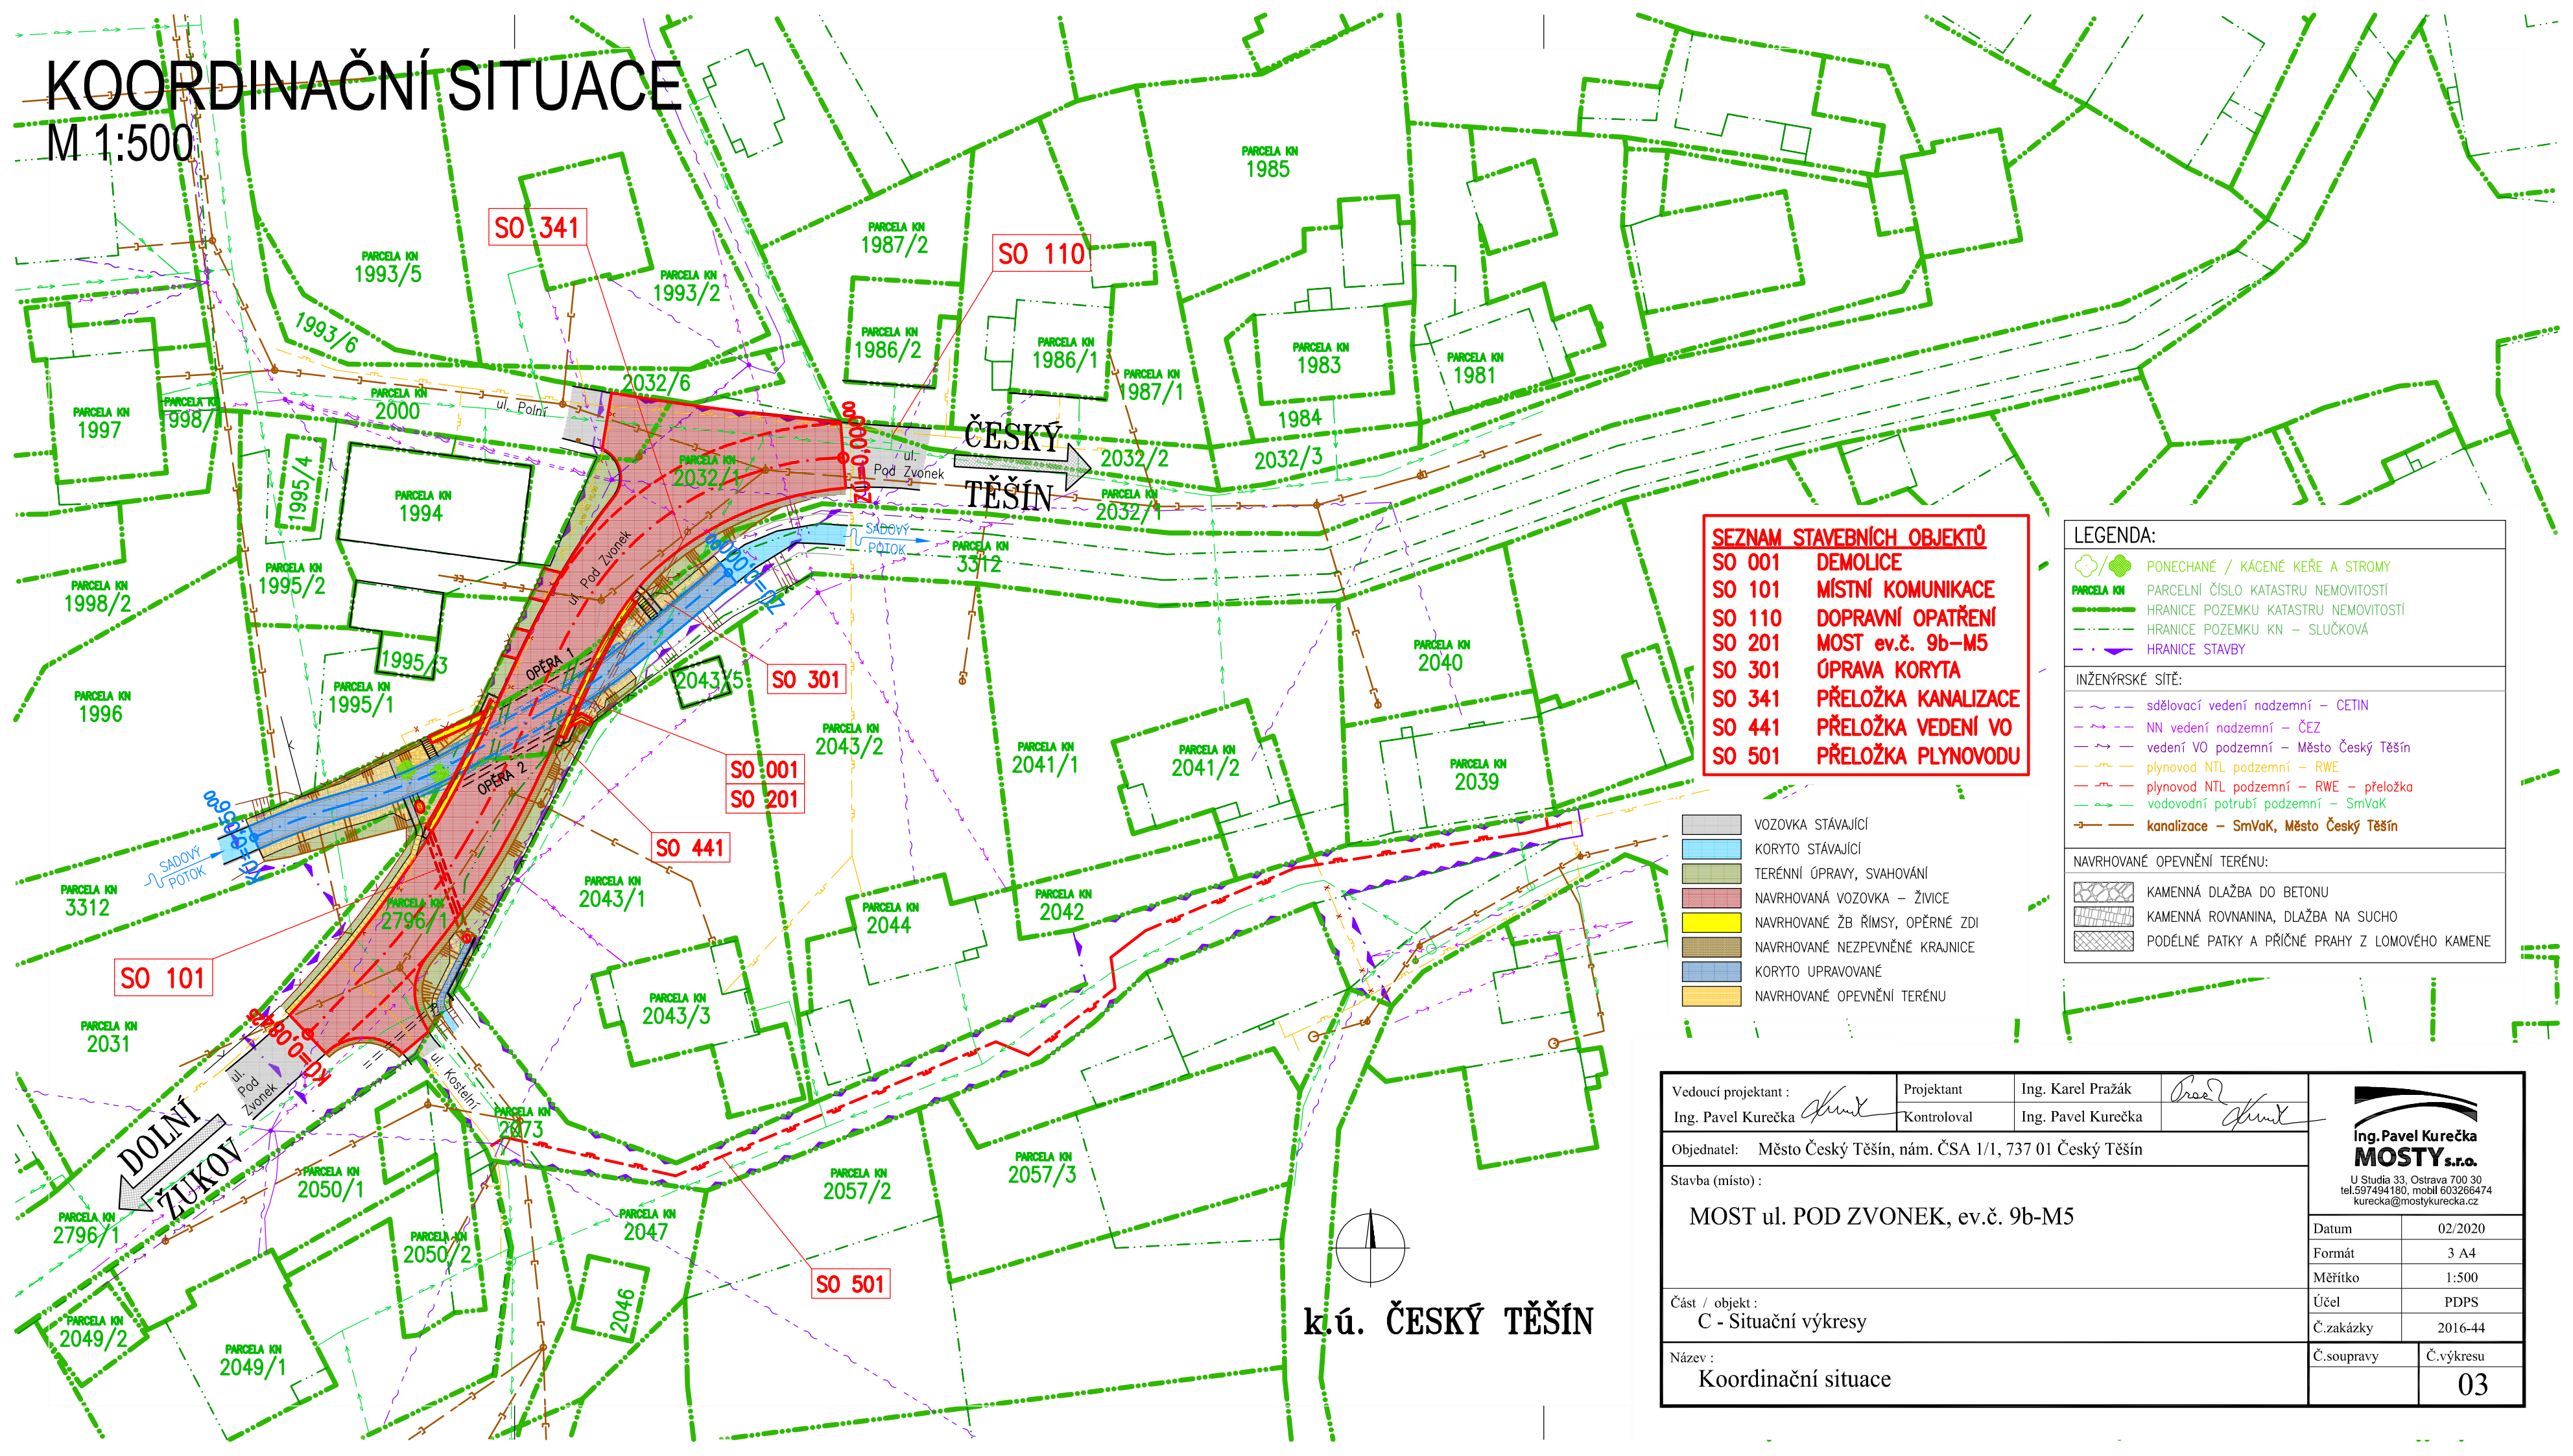 KOORDINAČNÍ SITUACE
M 1:500
SO 341
SO 110
PARCELA KN
1985
PARCELA KN
1987/2
PARCELA KN
1993/5
PARCELA KN
1993/2
1993/6
PARCELA KN
1986/2
PARCELA KN
1986/1
PARCELA KN
1983
PARCELA KN
1981
PARCELA KN
1987/1
1984
PARCELA KN
1997
PARCELA KN
PARCELA KN
2000
ul. Polní
2032/6
ČESKÝ
TĚŠÍN
ul.
Pod Zvonek
2032/2
2032/3
PARCELA KN
2032/1
PARCELA KN
2032/1
1995/4
PARCELA KN
1994
SADOVÝ
POTOK
PARCELA KN
3312
PARCELA KN
1998/2
PARCELA KN
1995/2
ul. Pod Zvonek
1995/3
OPĚRA 1
2043/5
SO 301
PARCELA KN
2040
PARCELA KN
1996
PARCELA KN
1995/1
PARCELA KN
2043/2
PARCELA KN
2041/1
PARCELA KN
2041/2
PARCELA KN
2039
OPĚRA 2
SO 001
SO 201
SO 441
SADOVÝ
POTOK
PARCELA KN
3312
PARCELA KN
2043/1
PARCELA KN
2044
PARCELA KN
2042
PARCELA KN
2796/1
SO 101
PARCELA KN
2043/3
PARCELA KN
2031
ul.
Pod
Zvonek
ul. Kostelní
DOLNÍ
ŽUKOV
PARCELA KN
2073
PARCELA KN
2050/1
PARCELA KN
2057/2
PARCELA KN
2057/3
PARCELA KN
2796/1
PARCELA KN
2050/2
PARCELA KN
2047
SO 501
2046
PARCELA KN
2049/2
PARCELA KN
2049/1
k.ú. ČESKÝ TĚŠÍN
SEZNAM STAVEBNÍCH OBJEKTŮ
SO 001 DEMOLICE
SO 101 MÍSTNÍ KOMUNIKACE
SO 110 DOPRAVNÍ OPATŘENÍ
SO 201 MOST ev.č. 9b-M5
SO 301 ÚPRAVA KORYTA
SO 341 PŘELOŽKA KANALIZACE
SO 441 PŘELOŽKA VEDENÍ VO
SO 501 PŘELOŽKA PLYNOVODU
VOZOVKA STÁVAJÍCÍ
KORYTO STÁVAJÍCÍ
TERÉNNÍ ÚPRAVY, SVAHOVÁNÍ
NAVRHOVANÁ VOZOVKA – ŽIVICE
NAVRHOVANÉ ŽB ŘÍMSY, OPĚRNÉ ZDI
NAVRHOVANÉ NEZPEVNĚNÉ KRAJNICE
KORYTO UPRAVOVANÉ
NAVRHOVANÉ OPEVNĚNÍ TERÉNU
LEGENDA:
PONECHANÉ / KÁCENÉ KEŘE A STROMY
PARCELA KN PARCELNÍ ČÍSLO KATASTRU NEMOVITOSTÍ
HRANICE POZEMKU KATASTRU NEMOVITOSTÍ
HRANICE POZEMKU KN – SLUČKOVÁ
HRANICE STAVBY
INŽENÝRSKÉ SÍTĚ:
sdělovací vedení nadzemní – CETIN
NN vedení nadzemní – ČEZ
vedení VO podzemní – Město Český Těšín
plynovod NTL podzemní – RWE
plynovod NTL podzemní – RWE – přeložka
vodovodní potrubí podzemní – SmVaK
kanalizace – SmVaK, Město Český Těšín
NAVRHOVANÉ OPEVNĚNÍ TERÉNU:
KAMENNÁ DLAŽBA DO BETONU
KAMENNÁ ROVNANINA, DLAŽBA NA SUCHO
PODÉLNÉ PATKY A PŘÍČNÉ PRAHY Z LOMOVÉHO KAMENE
Vedoucí projektant :
Ing. Pavel Kurečka
Projektant Ing. Karel Pražák
Kontroloval Ing. Pavel Kurečka
Objednatel: Město Český Těšín, nám. ČSA 1/1, 737 01 Český Těšín
Stavba (místo) :
MOST ul. POD ZVONEK, ev.č. 9b-M5
Část / objekt :
C - Situační výkresy
Název :
Koordinační situace
Ing.Pavel Kurečka
MOSTY s.r.o.
U Studia 33, Ostrava 700 30
tel.597494180, mobil 603266474
kurecka@mostykurecka.cz
Datum 02/2020
Formát 3 A4
Měřítko 1:500
Účel PDPS
Č.zakázky 2016-44
Č.soupravy Č.výkresu
03